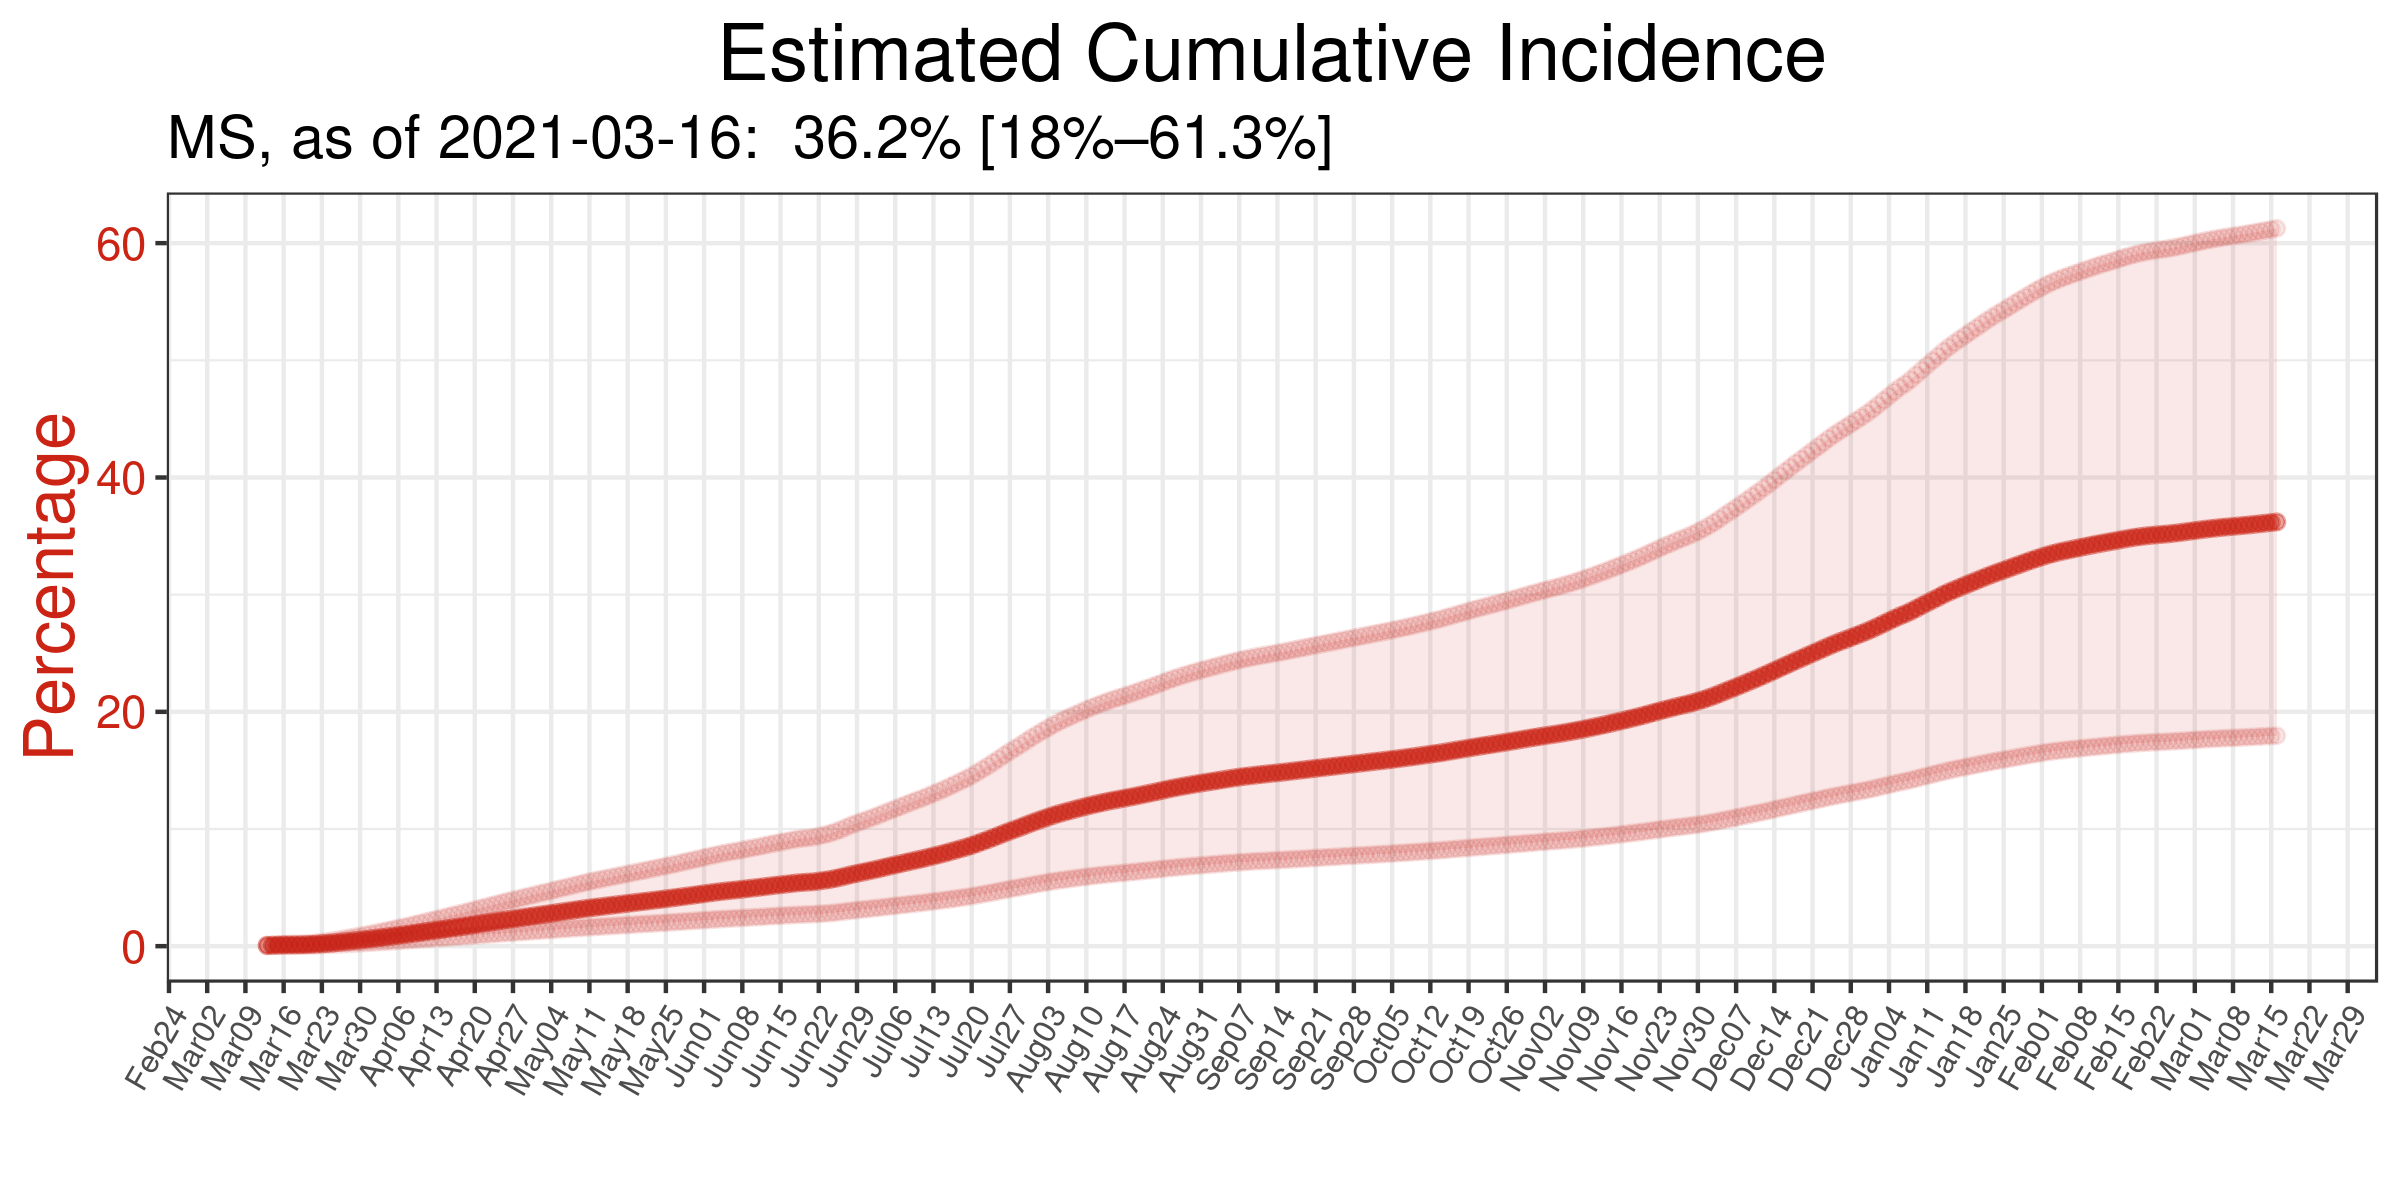 Estimated Cumulative Incidence
MS, as of 2021-03-16:  36.2% [18%–61.3%]
Percentage
60
40
20
0
Feb24
Mar02
Mar09
Mar16
Mar23
Mar30
Apr06
Apr13
Apr20
Apr27
May04
May11
May18
May25
Jun01
Jun08
Jun15
Jun22
Jun29
Jul06
Jul13
Jul20
Jul27
Aug03
Aug10
Aug17
Aug24
Aug31
Sep07
Sep14
Sep21
Sep28
Oct05
Oct12
Oct19
Oct26
Nov02
Nov09
Nov16
Nov23
Nov30
Dec07
Dec14
Dec21
Dec28
Jan04
Jan11
Jan18
Jan25
Feb01
Feb08
Feb15
Feb22
Mar01
Mar08
Mar15
Mar22
Mar29